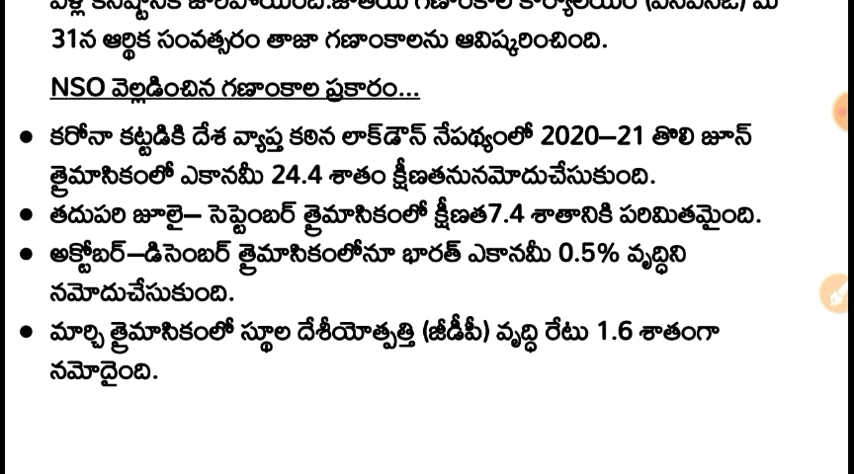 31న ఆర్థిక సంవత్సరం తాజా గణాంకాలను ఆవిష్కరించింది.
NSO వెల్లడించిన గణాంకాల ప్రకారం...
• కరోనా కట్టడికి దేశ వ్యాప్త కఠిన లాక్‌డౌన్ నేపథ్యంలో 2020–21 తొలి జూన్
త్రైమాసికంలో ఎకానమీ 24.4 శాతం క్షీణతనునమోదుచేసుకుంది.
• తదుపరి జూలై– సెప్టెంబర్ త్రైమాసికంలో క్షీణత7.4 శాతానికి పరిమితమైంది.
• అక్టోబర్–డిసెంబర్ త్రైమాసికంలోనూ భారత్ ఎకానమీ 0.5% వృద్ధిని
నమోదుచేసుకుంది.
• మార్చి త్రైమాసికంలో స్థూల దేశీయోత్పత్తి (జీడీపీ) వృద్ధి రేటు 1.6 శాతంగా
నమోదైంది.